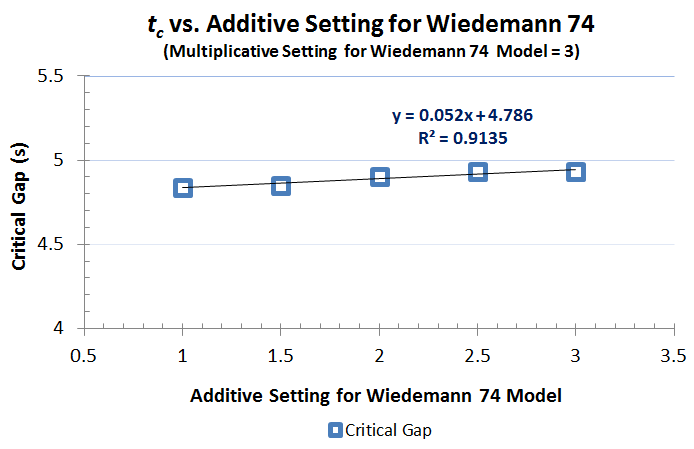 tc vs. Additive Setting for Wiedemann 74
(Multiplicative Setting for Wiedemann 74 Model = 3)
5.5
y = 0.052x + 4.786
R² = 0.9135
5
Critical Gap (s)
4.5
4
0.5 1 1.5 2 2.5 3 3.5
Additive Setting for Wiedemann 74 Model
Critical Gap